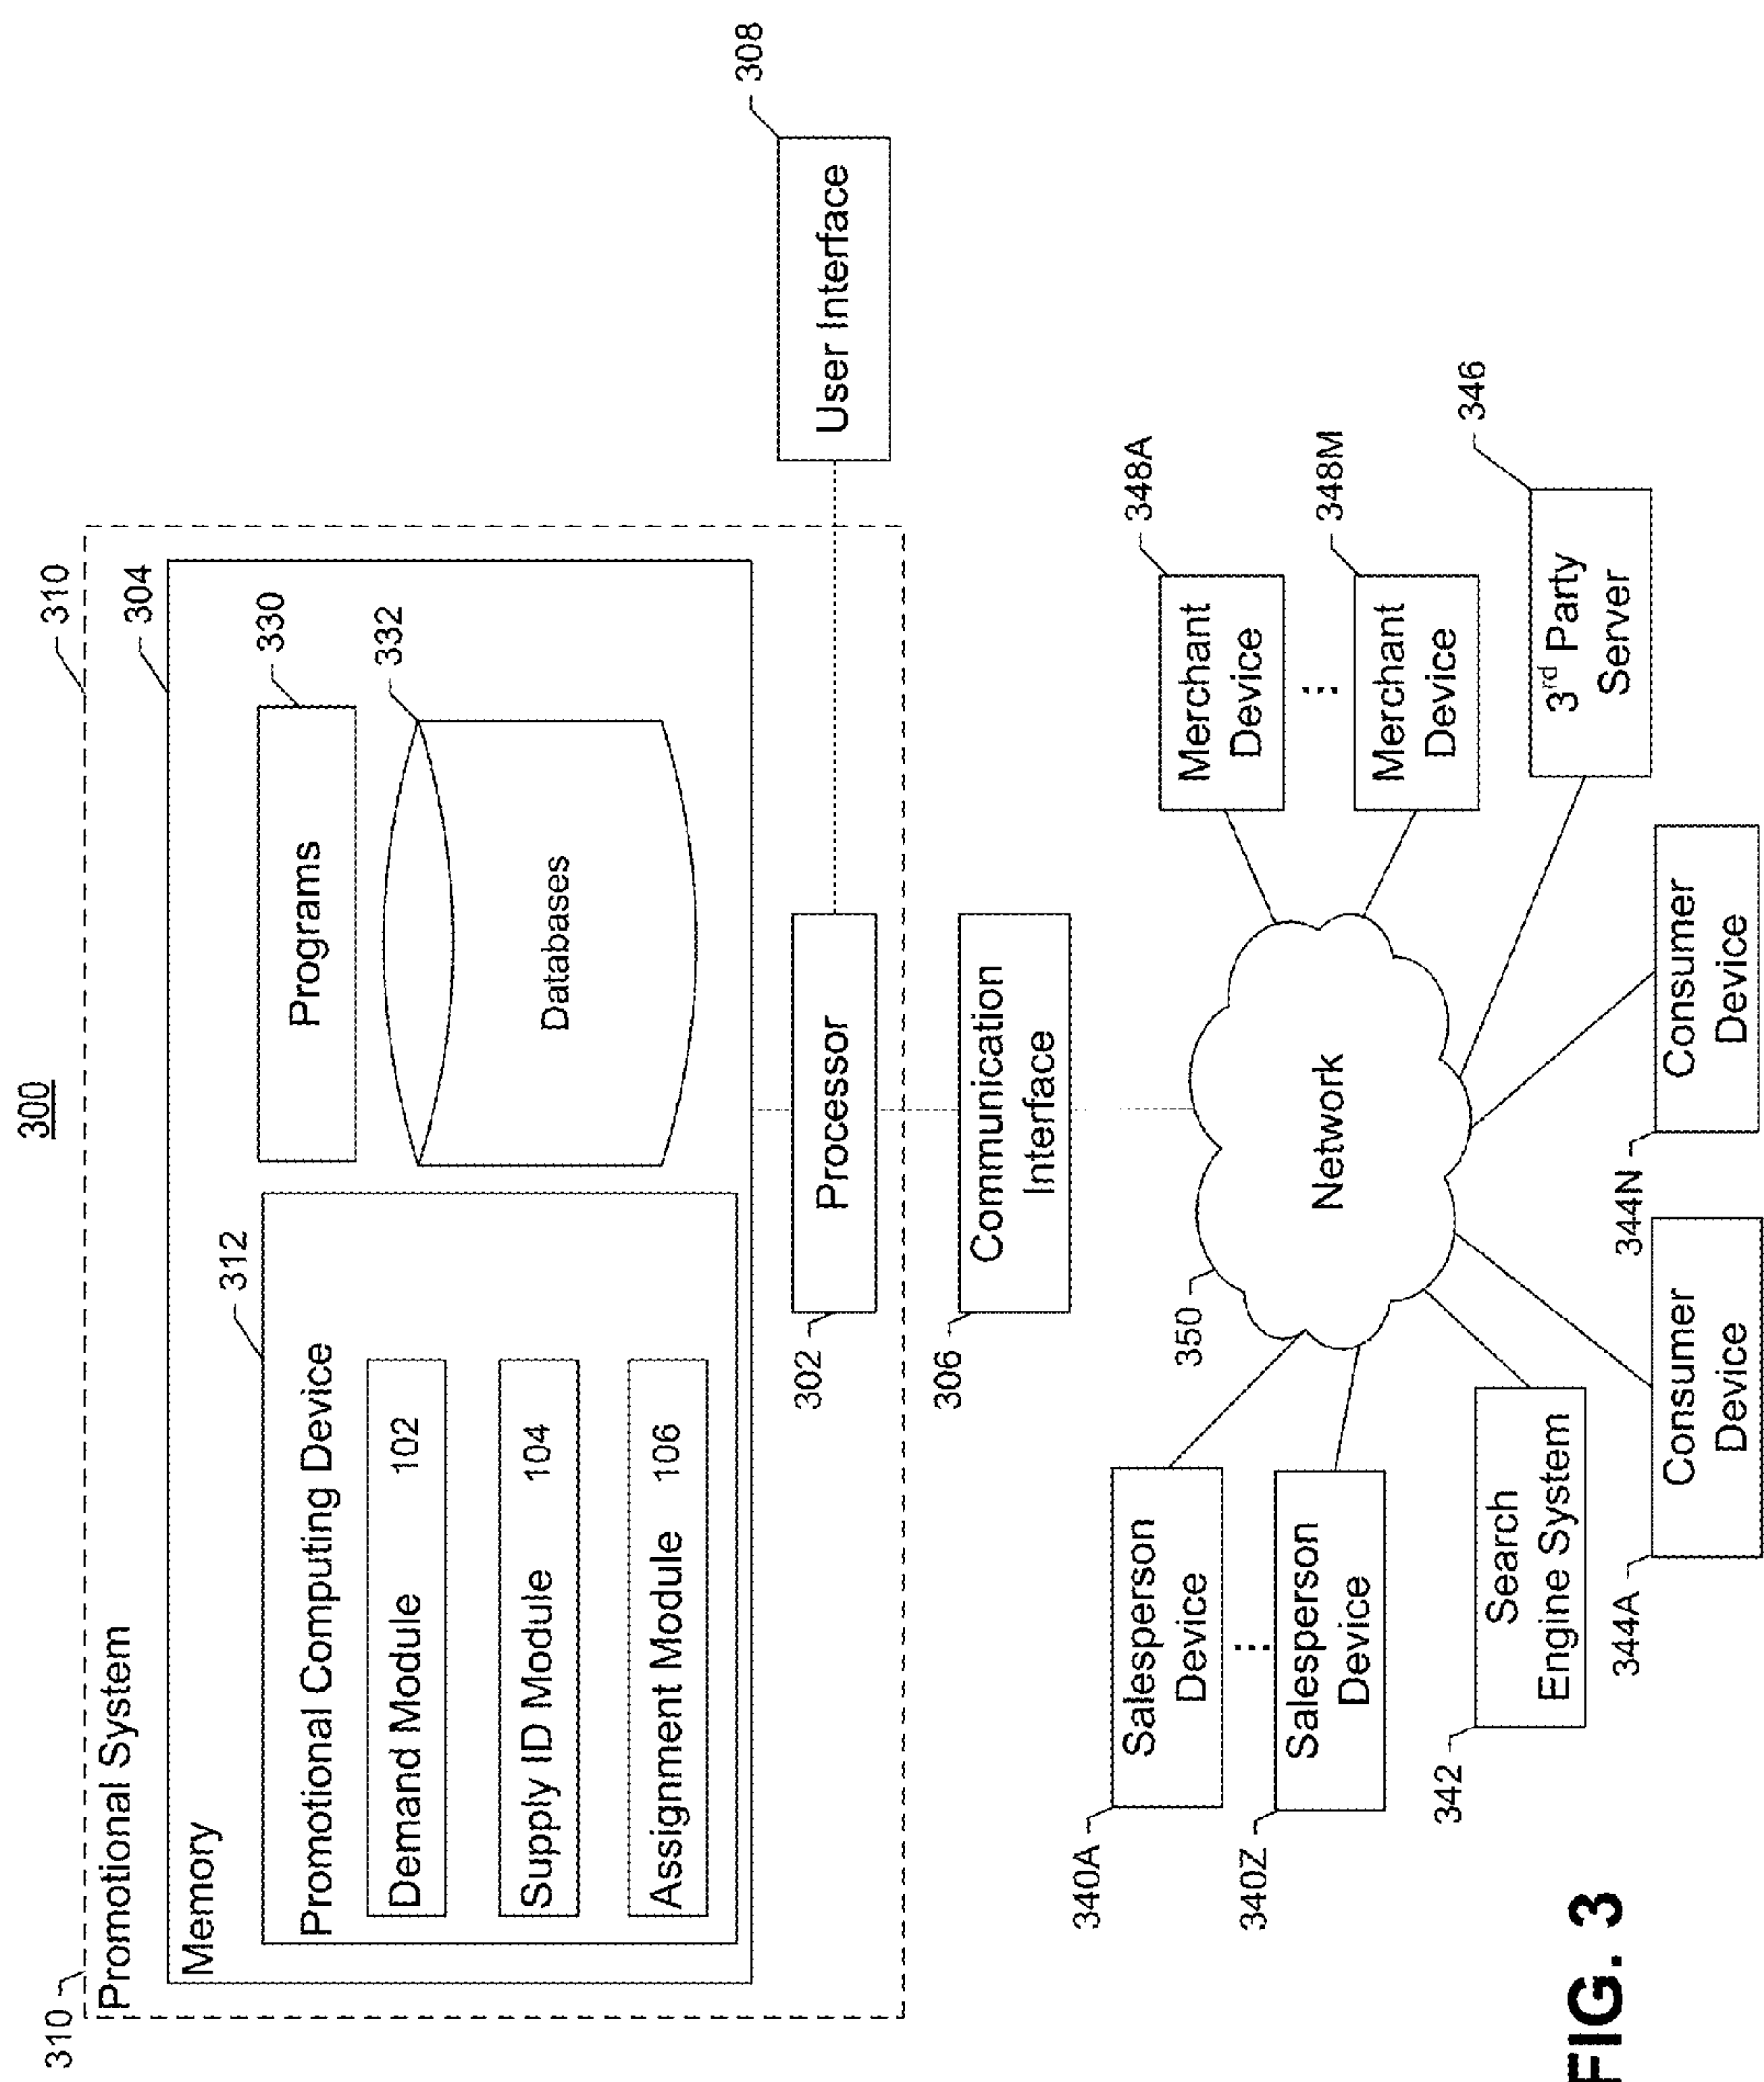 300
310
310
Promotional System
304
Memory
312
Promotional Computing Device
Demand Module 102
Supply ID Module 104
Assignment Module 106
330
Programs
332
Databases
302
Processor
308
User Interface
306
Communication
Interface
350
Network
340A
Salesperson
Device
...
340Z
Salesperson
Device
348A
Merchant
Device
...
348M
Merchant
Device
342
Search
Engine System
346
3rd Party
Server
344A
Consumer
Device
344N
Consumer
Device
FIG. 3